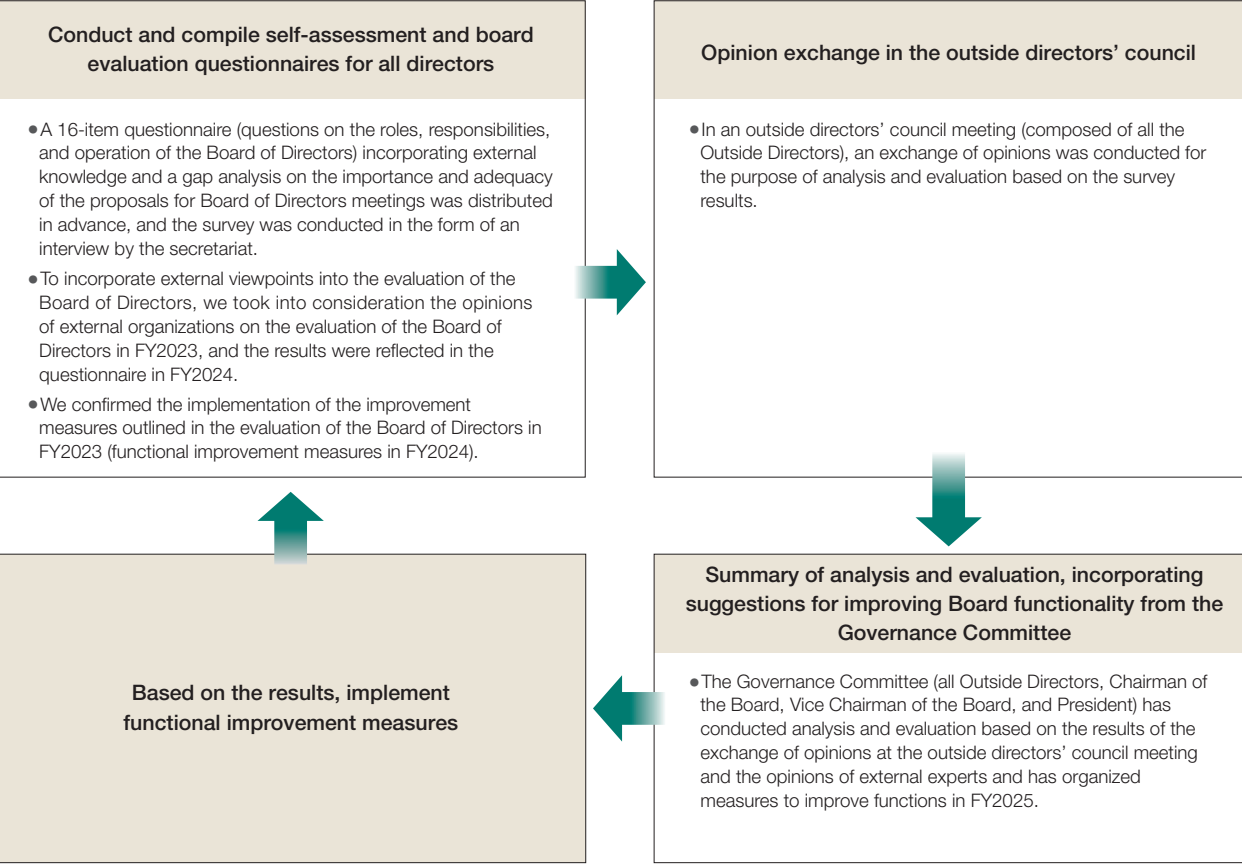 Conduct and compile self-assessment and board
evaluation questionnaires for all directors
●A 16-item questionnaire (questions on the roles, responsibilities,
and operation of the Board of Directors) incorporating external
knowledge and a gap analysis on the importance and adequacy
of the proposals for Board of Directors meetings was distributed
in advance, and the survey was conducted in the form of an
interview by the secretariat.
●To incorporate external viewpoints into the evaluation of the
Board of Directors, we took into consideration the opinions
of external organizations on the evaluation of the Board of
Directors in FY2023, and the results were reflected in the
questionnaire in FY2024.
●We confirmed the implementation of the improvement
measures outlined in the evaluation of the Board of Directors in
FY2023 (functional improvement measures in FY2024).
Opinion exchange in the outside directors’ council
●In an outside directors’ council meeting (composed of all the
Outside Directors), an exchange of opinions was conducted for
the purpose of analysis and evaluation based on the survey
results.
Summary of analysis and evaluation, incorporating
suggestions for improving Board functionality from the
Governance Committee
●The Governance Committee (all Outside Directors, Chairman of
the Board, Vice Chairman of the Board, and President) has
conducted analysis and evaluation based on the results of the
exchange of opinions at the outside directors’ council meeting
and the opinions of external experts and has organized
measures to improve functions in FY2025.
Based on the results, implement
functional improvement measures